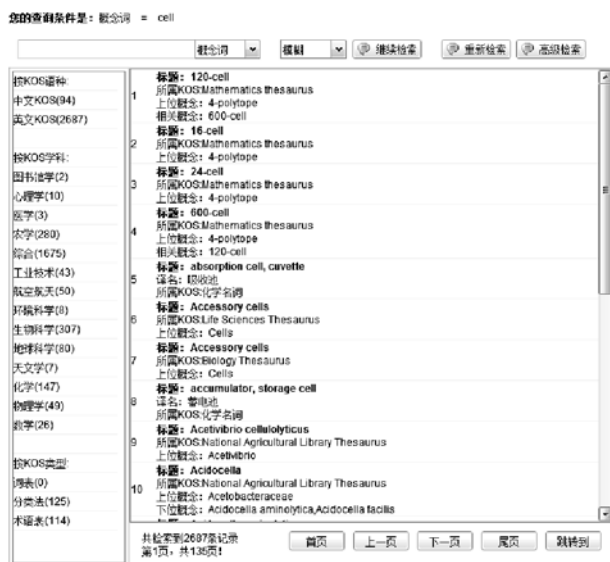 您的查询条件是：概念词 = cell
概念词 模糊 继续检索 重新检索 高级检索
按KOS语种:
中文KOS(94)
英文KOS(2687)
按KOS学科:
图书馆学(2)
心理学(10)
医学(3)
农学(280)
综合(1675)
工业技术(43)
航空航天(50)
环境科学(8)
生物科学(307)
地球科学(80)
天文学(7)
化学(147)
物理学(49)
数学(26)
按KOS类型:
词表(0)
分类法(125)
术语表(114)
1
标题：120-cell
所属KOS:Mathematics thesaurus
上位概念：4-polytope
相关概念：600-cell
2
标题：16-cell
所属KOS:Mathematics thesaurus
上位概念：4-polytope
3
标题：24-cell
所属KOS:Mathematics thesaurus
上位概念：4-polytope
4
标题：600-cell
所属KOS:Mathematics thesaurus
上位概念：4-polytope
相关概念：120-cell
5
标题：absorption cell, cuvette
译名：吸收池
所属KOS:化学名词
6
标题：Accessory cells
所属KOS:Life Sciences Thesaurus
上位概念：Cells
7
标题：Accessory cells
所属KOS:Biology Thesaurus
上位概念：Cells
8
标题：accumulator, storage cell
译名：蓄电池
所属KOS:化学名词
9
标题：Acetivibrio cellulolyticus
所属KOS:National Agricultural Library Thesaurus
上位概念：Acetivibrio
10
标题：Acidocella
所属KOS:National Agricultural Library Thesaurus
上位概念：Acetobacteraceae
下位概念：Acidocella aminolytica,Acidocella facilis
共检索到2687条记录
第1页，共135页!
首页 上一页 下一页 尾页 跳转到